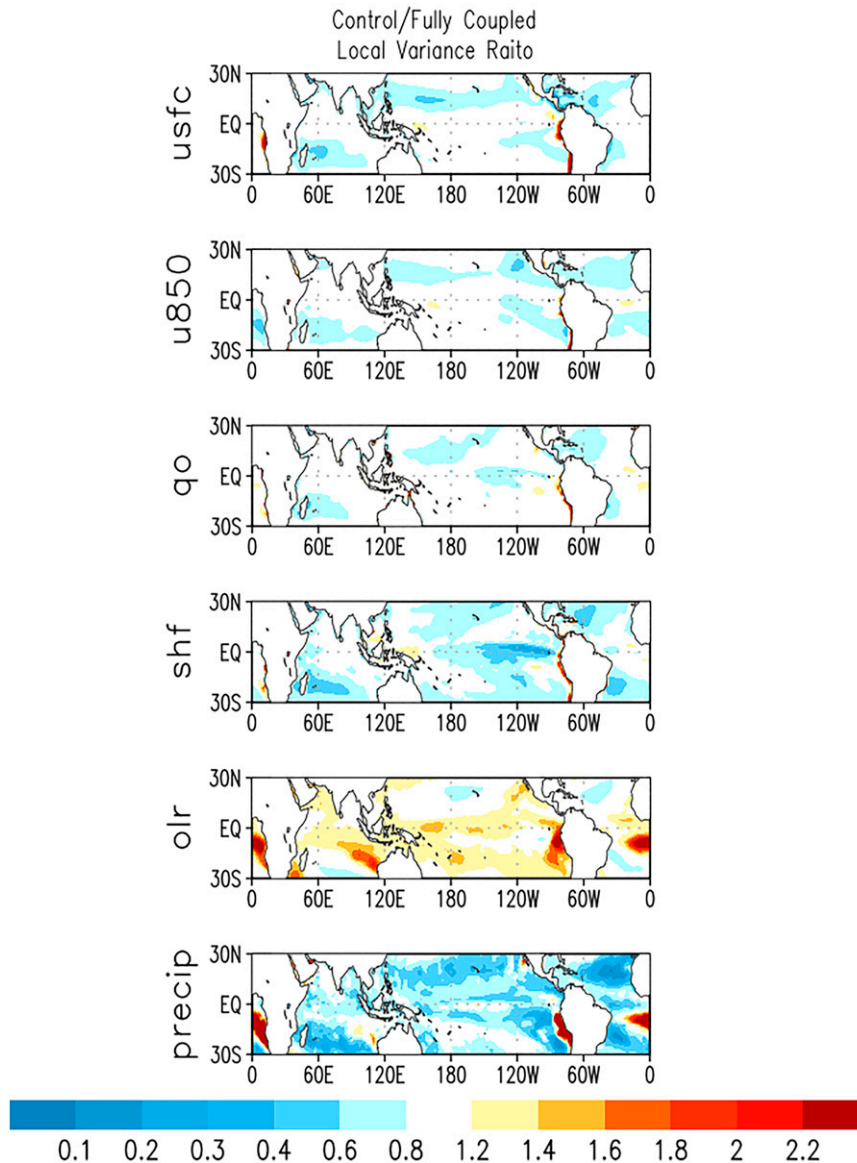 Control/Fully Coupled
Local Variance Raito
usfc
30N
EQ
30S
0 60E 120E 180 120W 60W 0
u850
30N
EQ
30S
0 60E 120E 180 120W 60W 0
qo
30N
EQ
30S
0 60E 120E 180 120W 60W 0
shf
30N
EQ
30S
0 60E 120E 180 120W 60W 0
olr
30N
EQ
30S
0 60E 120E 180 120W 60W 0
precip
30N
EQ
30S
0 60E 120E 180 120W 60W 0
0.1 0.2 0.3 0.4 0.6 0.8 1.2 1.4 1.6 1.8 2 2.2